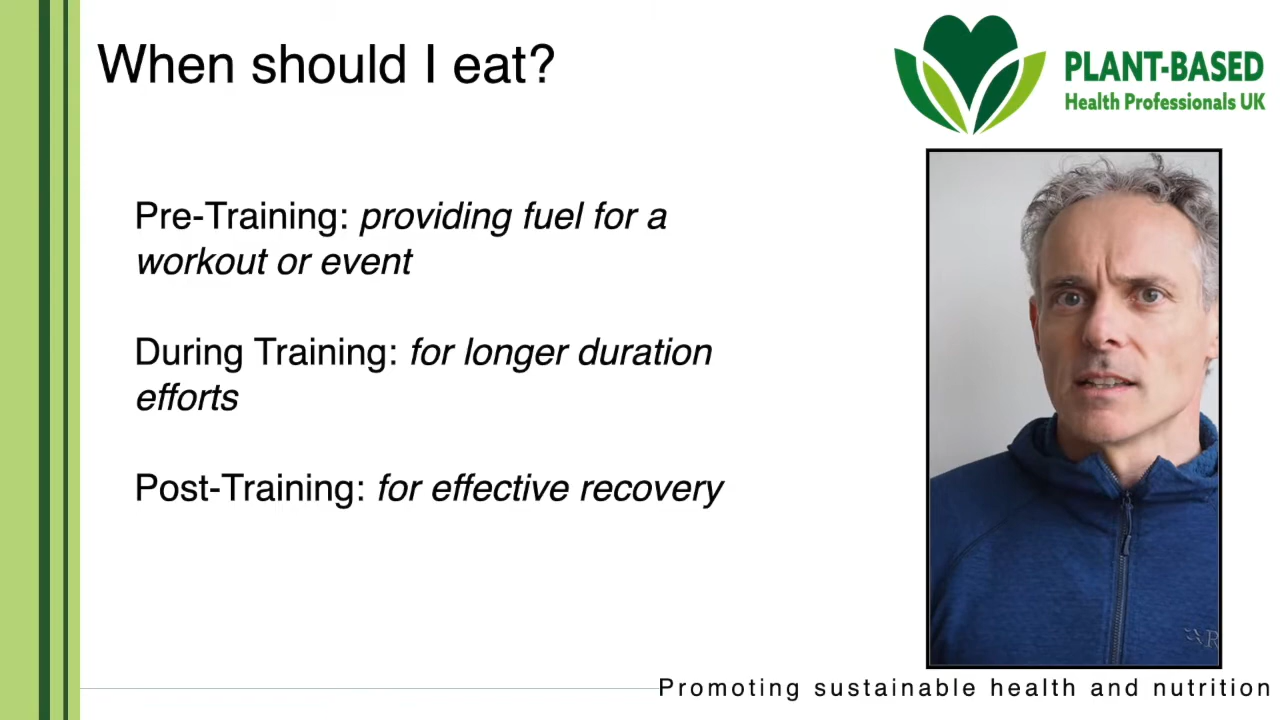 When should I eat?
PLANT-BASED
Health Professionals UK
Pre-Training: providing fuel for a
workout or event
During Training: for longer duration
efforts
Post-Training: for effective recovery
Promoting sustainable health and nutrition